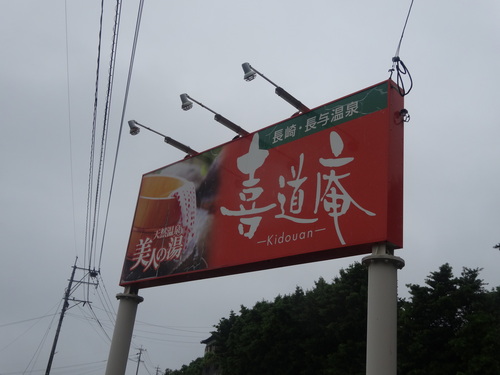 長崎・長与温泉
喜道庵
-Kidouan-
天然温泉
美人の湯